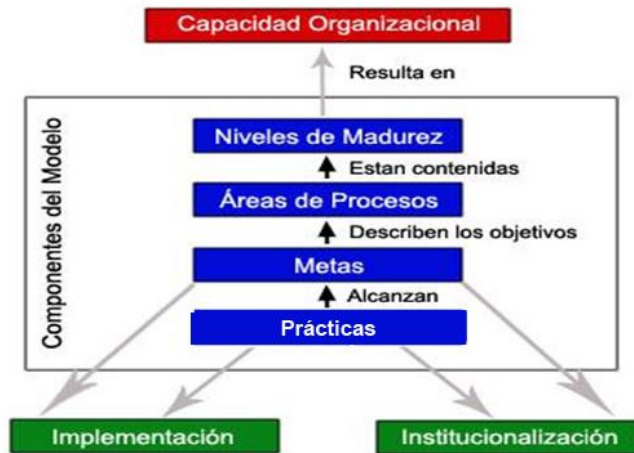 Capacidad Organizacional
Resulta en
Componentes del Modelo
Niveles de Madurez
Estan contenidas
Áreas de Procesos
Describen los objetivos
Metas
Alcanzan
Prácticas
Implementación
Institucionalización